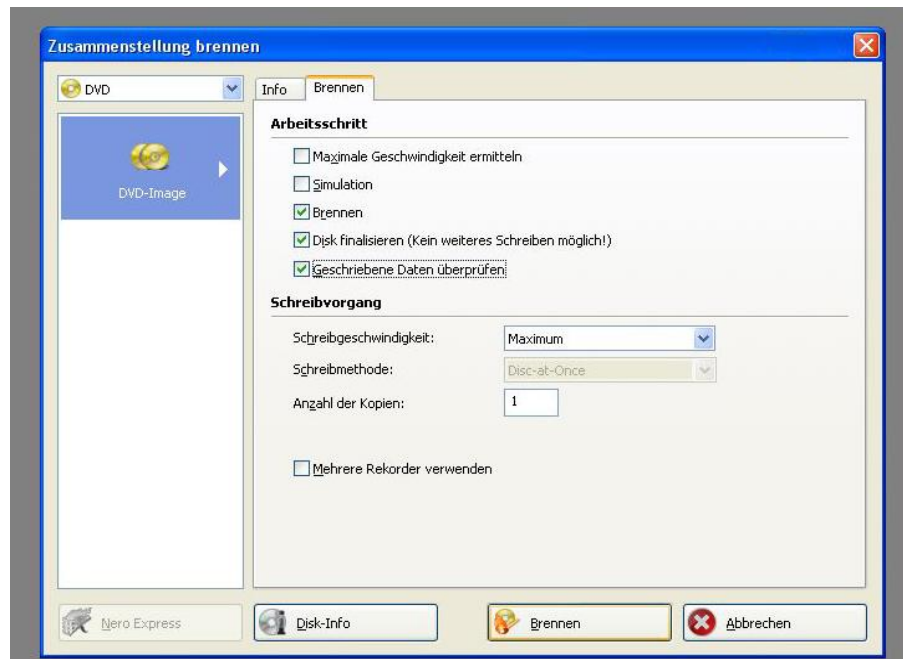 Zusammenstellung brennen
DVD
Info
Brennen
DVD-Image
Arbeitsschritt
Maximale Geschwindigkeit ermitteln
Simulation
Brennen
Disk finalisieren (Kein weiteres Schreiben möglich!)
Geschriebene Daten überprüfen
Schreibvorgang
Schreibgeschwindigkeit: Maximum
Schreibmethode: Disc-at-Once
Anzahl der Kopien: 1
Mehrere Rekorder verwenden
Nero Express
Disk-Info
Brennen
Abbrechen